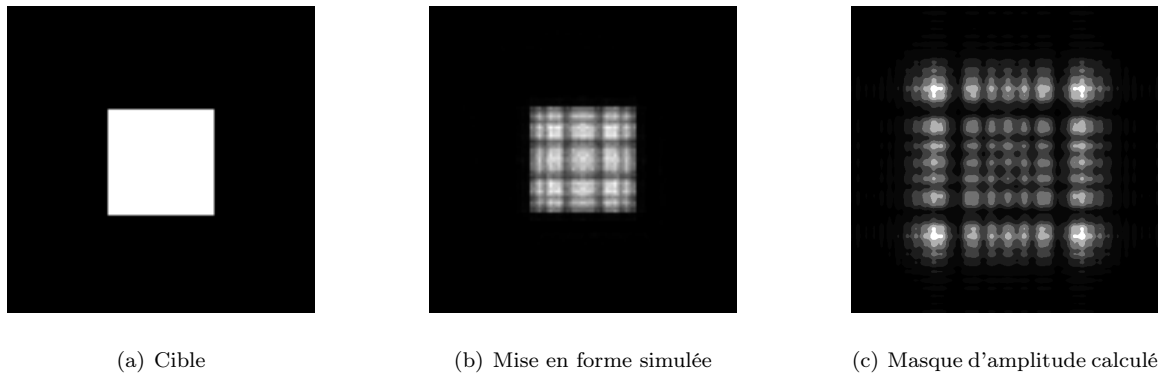 (a) Cible
(b) Mise en forme simulée
(c) Masque d'amplitude calculé